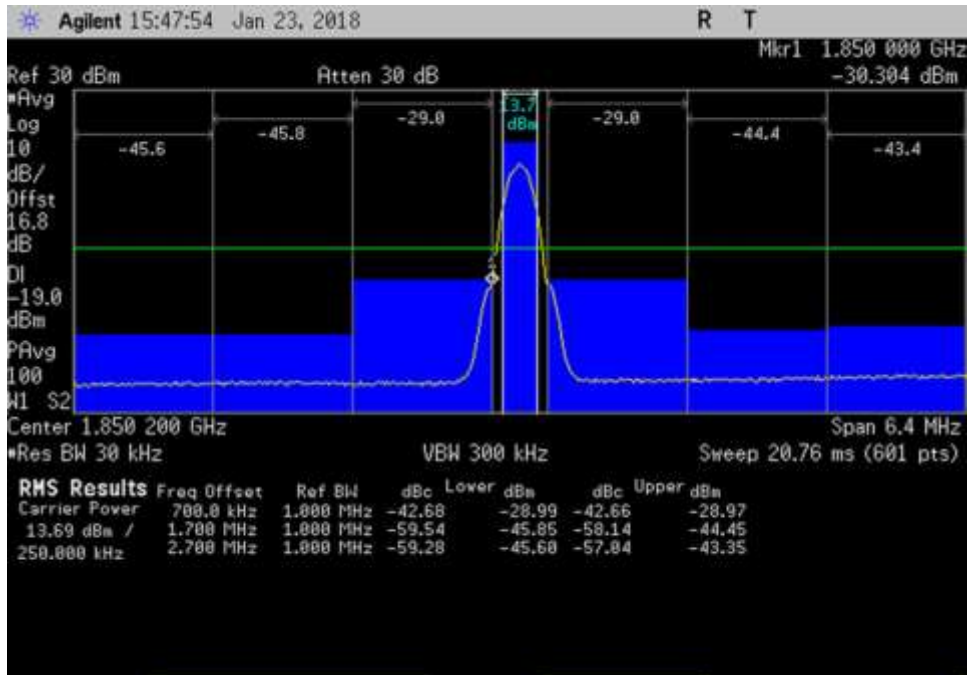 Agilent 15:47:54 Jan 23, 2018 R T
Mkr1 1.850 000 GHz
Ref 30 dBm Atten 30 dB -30.304 dBm
#Avg
Log
10
dB/
Offst
16.8
dB
DI
-19.0
dBm
PAvg
100
W1 S2
13.7
dBm
-29.0 -29.0
-45.8 -44.4
-45.6 -43.4
Center 1.850 200 GHz Span 6.4 MHz
#Res BW 30 kHz VBW 300 kHz Sweep 20.76 ms (601 pts)
RMS Results Freq Offset Ref BW dBc Lower dBm dBc Upper dBm
Carrier Power 700.0 kHz 1.000 MHz -42.68 -28.99 -42.66 -28.97
13.69 dBm / 1.700 MHz 1.000 MHz -59.54 -45.85 -58.14 -44.45
250.000 kHz 2.700 MHz 1.000 MHz -59.28 -45.60 -57.04 -43.35